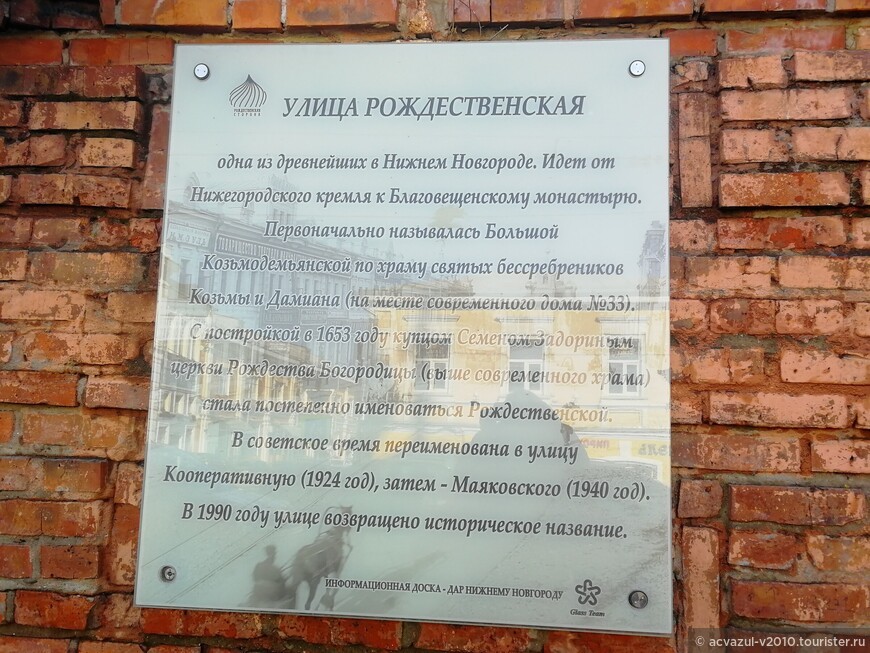 РОЖДЕСТВЕНСКАЯ
СТОРОНА
УЛИЦА РОЖДЕСТВЕНСКАЯ
одна из древнейших в Нижнем Новгороде. Идет от
Нижегородского кремля к Благовещенскому монастырю.
Первоначально называлась Большой
Козьмодемьянской по храму святых бессребреников
Козьмы и Дамиана (на месте современного дома №33).
С постройкой в 1653 году купцом Семеном Задориным
церкви Рождества Богородицы (выше современного храма)
стала постепенно именоваться Рождественской.
В советское время переименована в улицу
Кооперативную (1924 год), затем - Маяковского (1940 год).
В 1990 году улице возвращено историческое название.
ИНФОРМАЦИОННАЯ ДОСКА - ДАР НИЖНЕМУ НОВГОРОДУ
Glass Team
© acvazul-v2010.tourister.ru